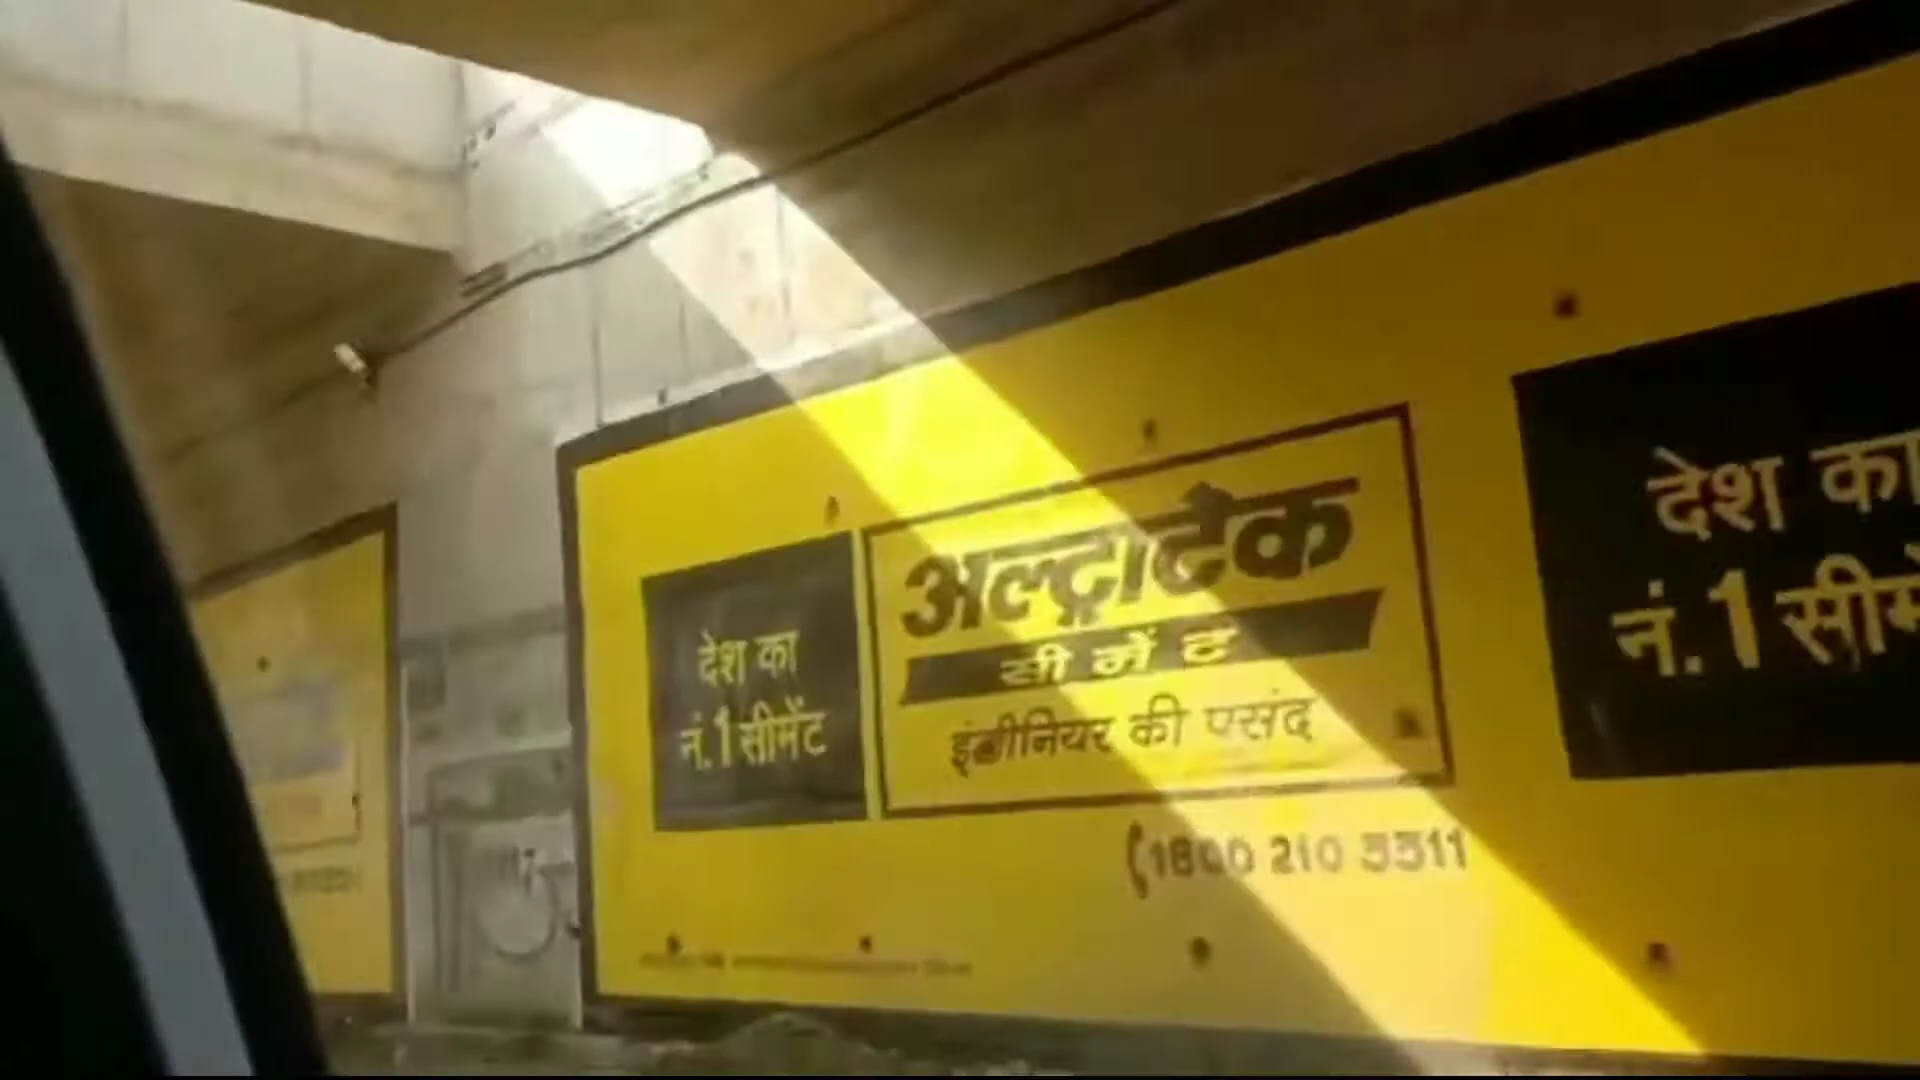 देश का
नं.1 सीमेंट
अल्ट्राटेक
सीमेंट
इंजीनियर की पसंद
1800 210 3311
देश का
नं.1